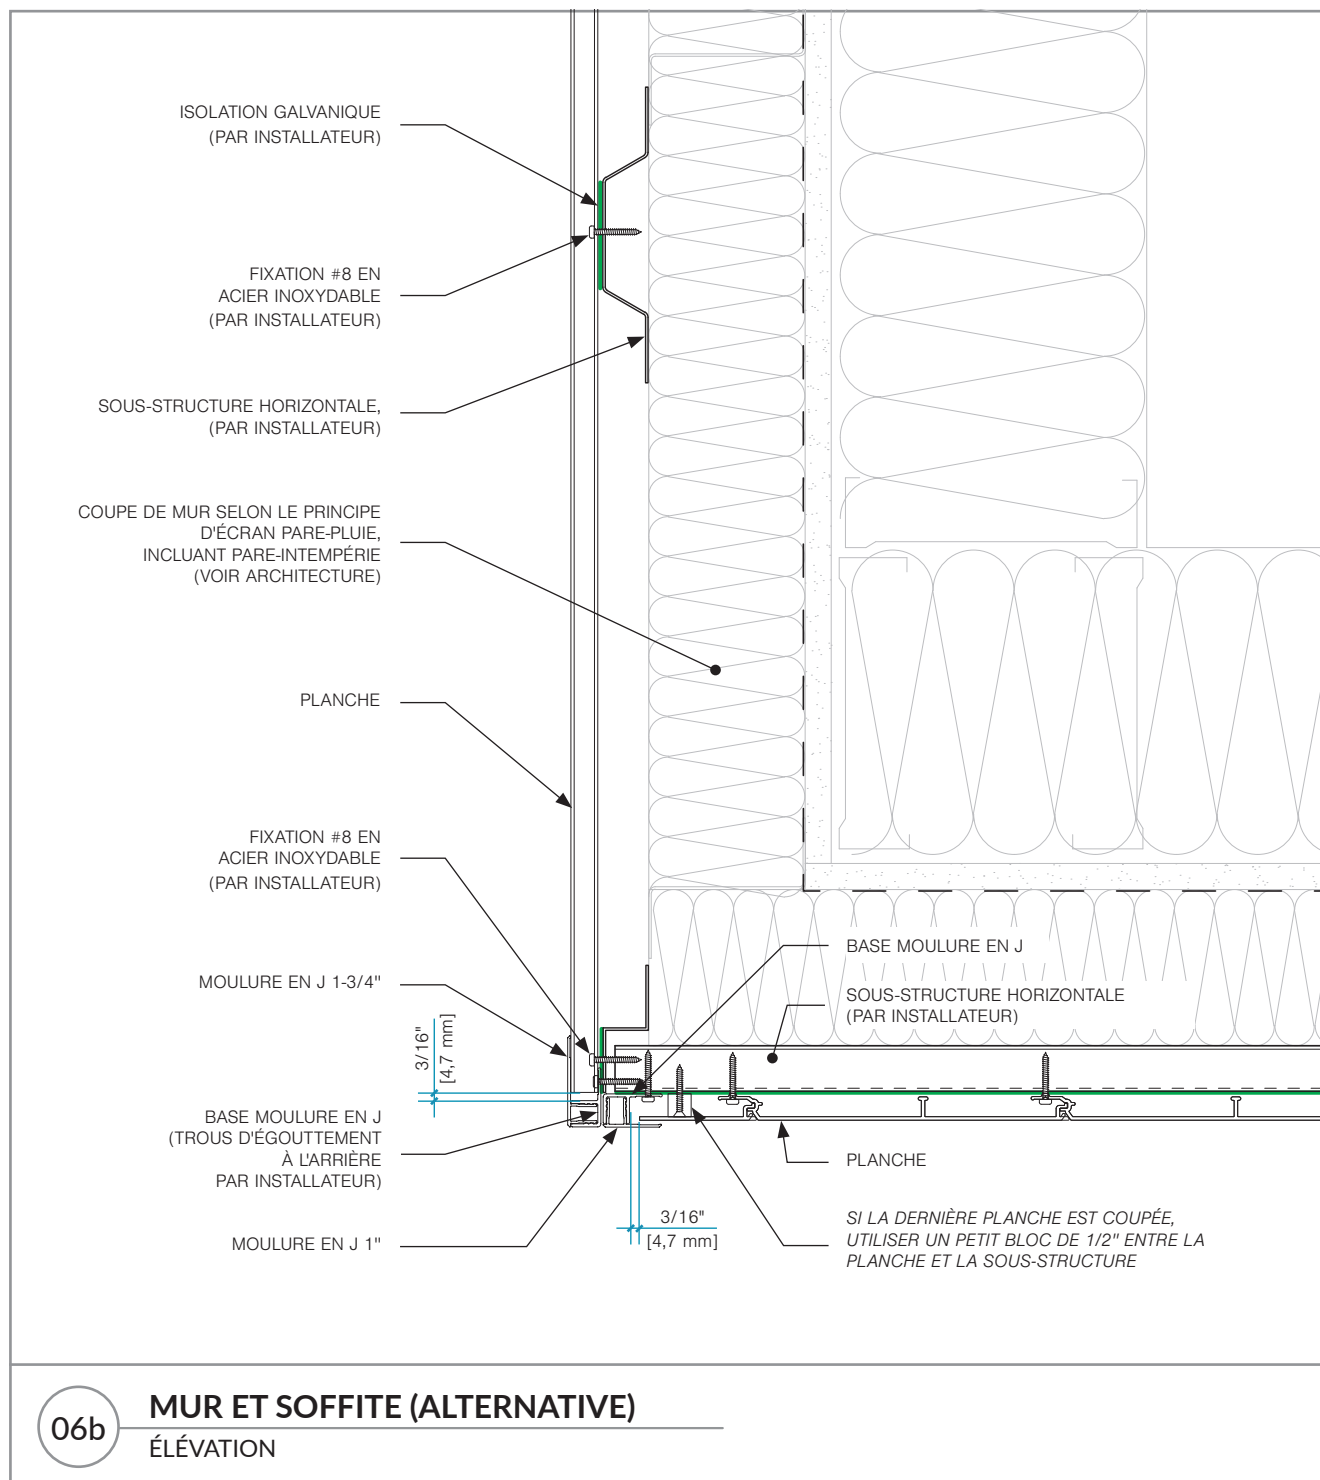 ISOLATION GALVANIQUE
(PAR INSTALLATEUR)
FIXATION #8 EN
ACIER INOXYDABLE
(PAR INSTALLATEUR)
SOUS-STRUCTURE HORIZONTALE,
(PAR INSTALLATEUR)
COUPE DE MUR SELON LE PRINCIPE
D'ÉCRAN PARE-PLUIE,
INCLUANT PARE-INTEMPÉRIE
(VOIR ARCHITECTURE)
PLANCHE
FIXATION #8 EN
ACIER INOXYDABLE
(PAR INSTALLATEUR)
MOULURE EN J 1-3/4"
3/16"
[4,7 mm]
BASE MOULURE EN J
(TROUS D'ÉGOUTTEMENT
À L'ARRIÈRE
PAR INSTALLATEUR)
MOULURE EN J 1"
3/16"
[4,7 mm]
BASE MOULURE EN J
SOUS-STRUCTURE HORIZONTALE
(PAR INSTALLATEUR)
PLANCHE
SI LA DERNIÈRE PLANCHE EST COUPÉE,
UTILISER UN PETIT BLOC DE 1/2" ENTRE LA
PLANCHE ET LA SOUS-STRUCTURE
06b
MUR ET SOFFITE (ALTERNATIVE)
ÉLÉVATION